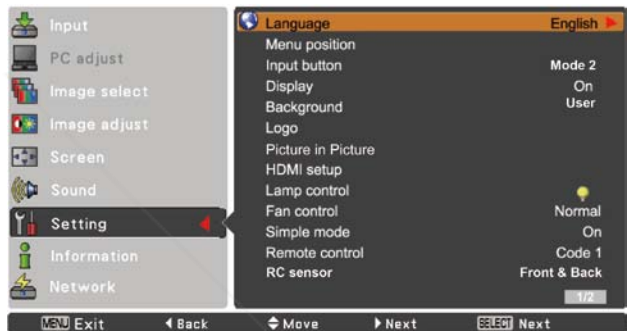 Input
PC adjust
Image select
Image adjust
Screen
Sound
Setting
Information
Network
Language English
Menu position
Input button Mode 2
Display On
Background User
Logo
Picture in Picture
HDMI setup
Lamp control
Fan control Normal
Simple mode On
Remote control Code 1
RC sensor Front & Back
1/2
MENU Exit Back Move Next SELECT Next